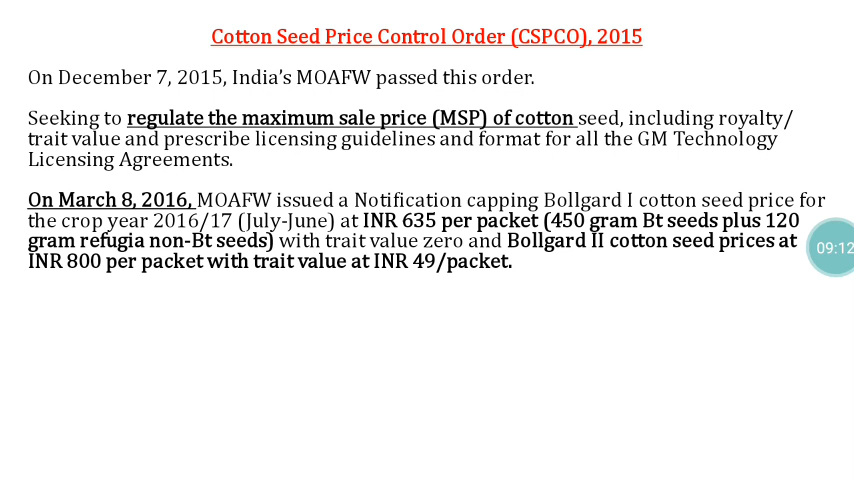 Cotton Seed Price Control Order (CSPCO), 2015
On December 7, 2015, India's MOAFW passed this order.
Seeking to regulate the maximum sale price (MSP) of cotton seed, including royalty/
trait value and prescribe licensing guidelines and format for all the GM Technology
Licensing Agreements.
On March 8, 2016, MOAFW issued a Notification capping Bollgard I cotton seed price for
the crop year 2016/17 (July-June) at INR 635 per packet (450 gram Bt seeds plus 120
gram refugia non-Bt seeds) with trait value zero and Bollgard II cotton seed prices at
INR 800 per packet with trait value at INR 49/packet.
09:12